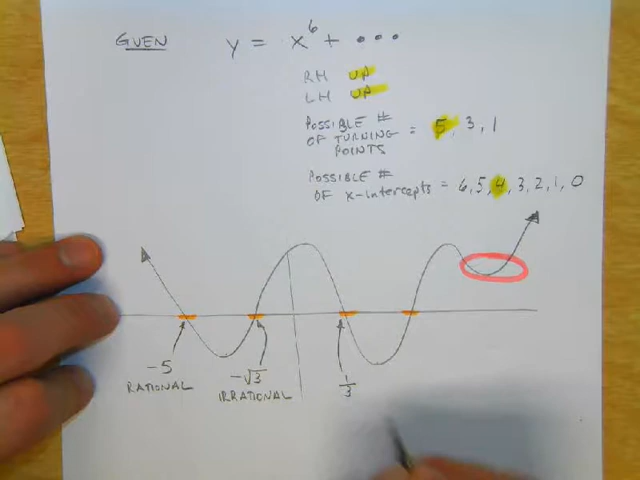 GIVEN y = x⁶ + • • •
RH UP
LH UP
POSSIBLE #
OF TURNING = 5, 3, 1
POINTS
POSSIBLE #
OF x-intercepts = 6, 5, 4, 3, 2, 1, 0
-5 -√3 1/3
RATIONAL IRRATIONAL